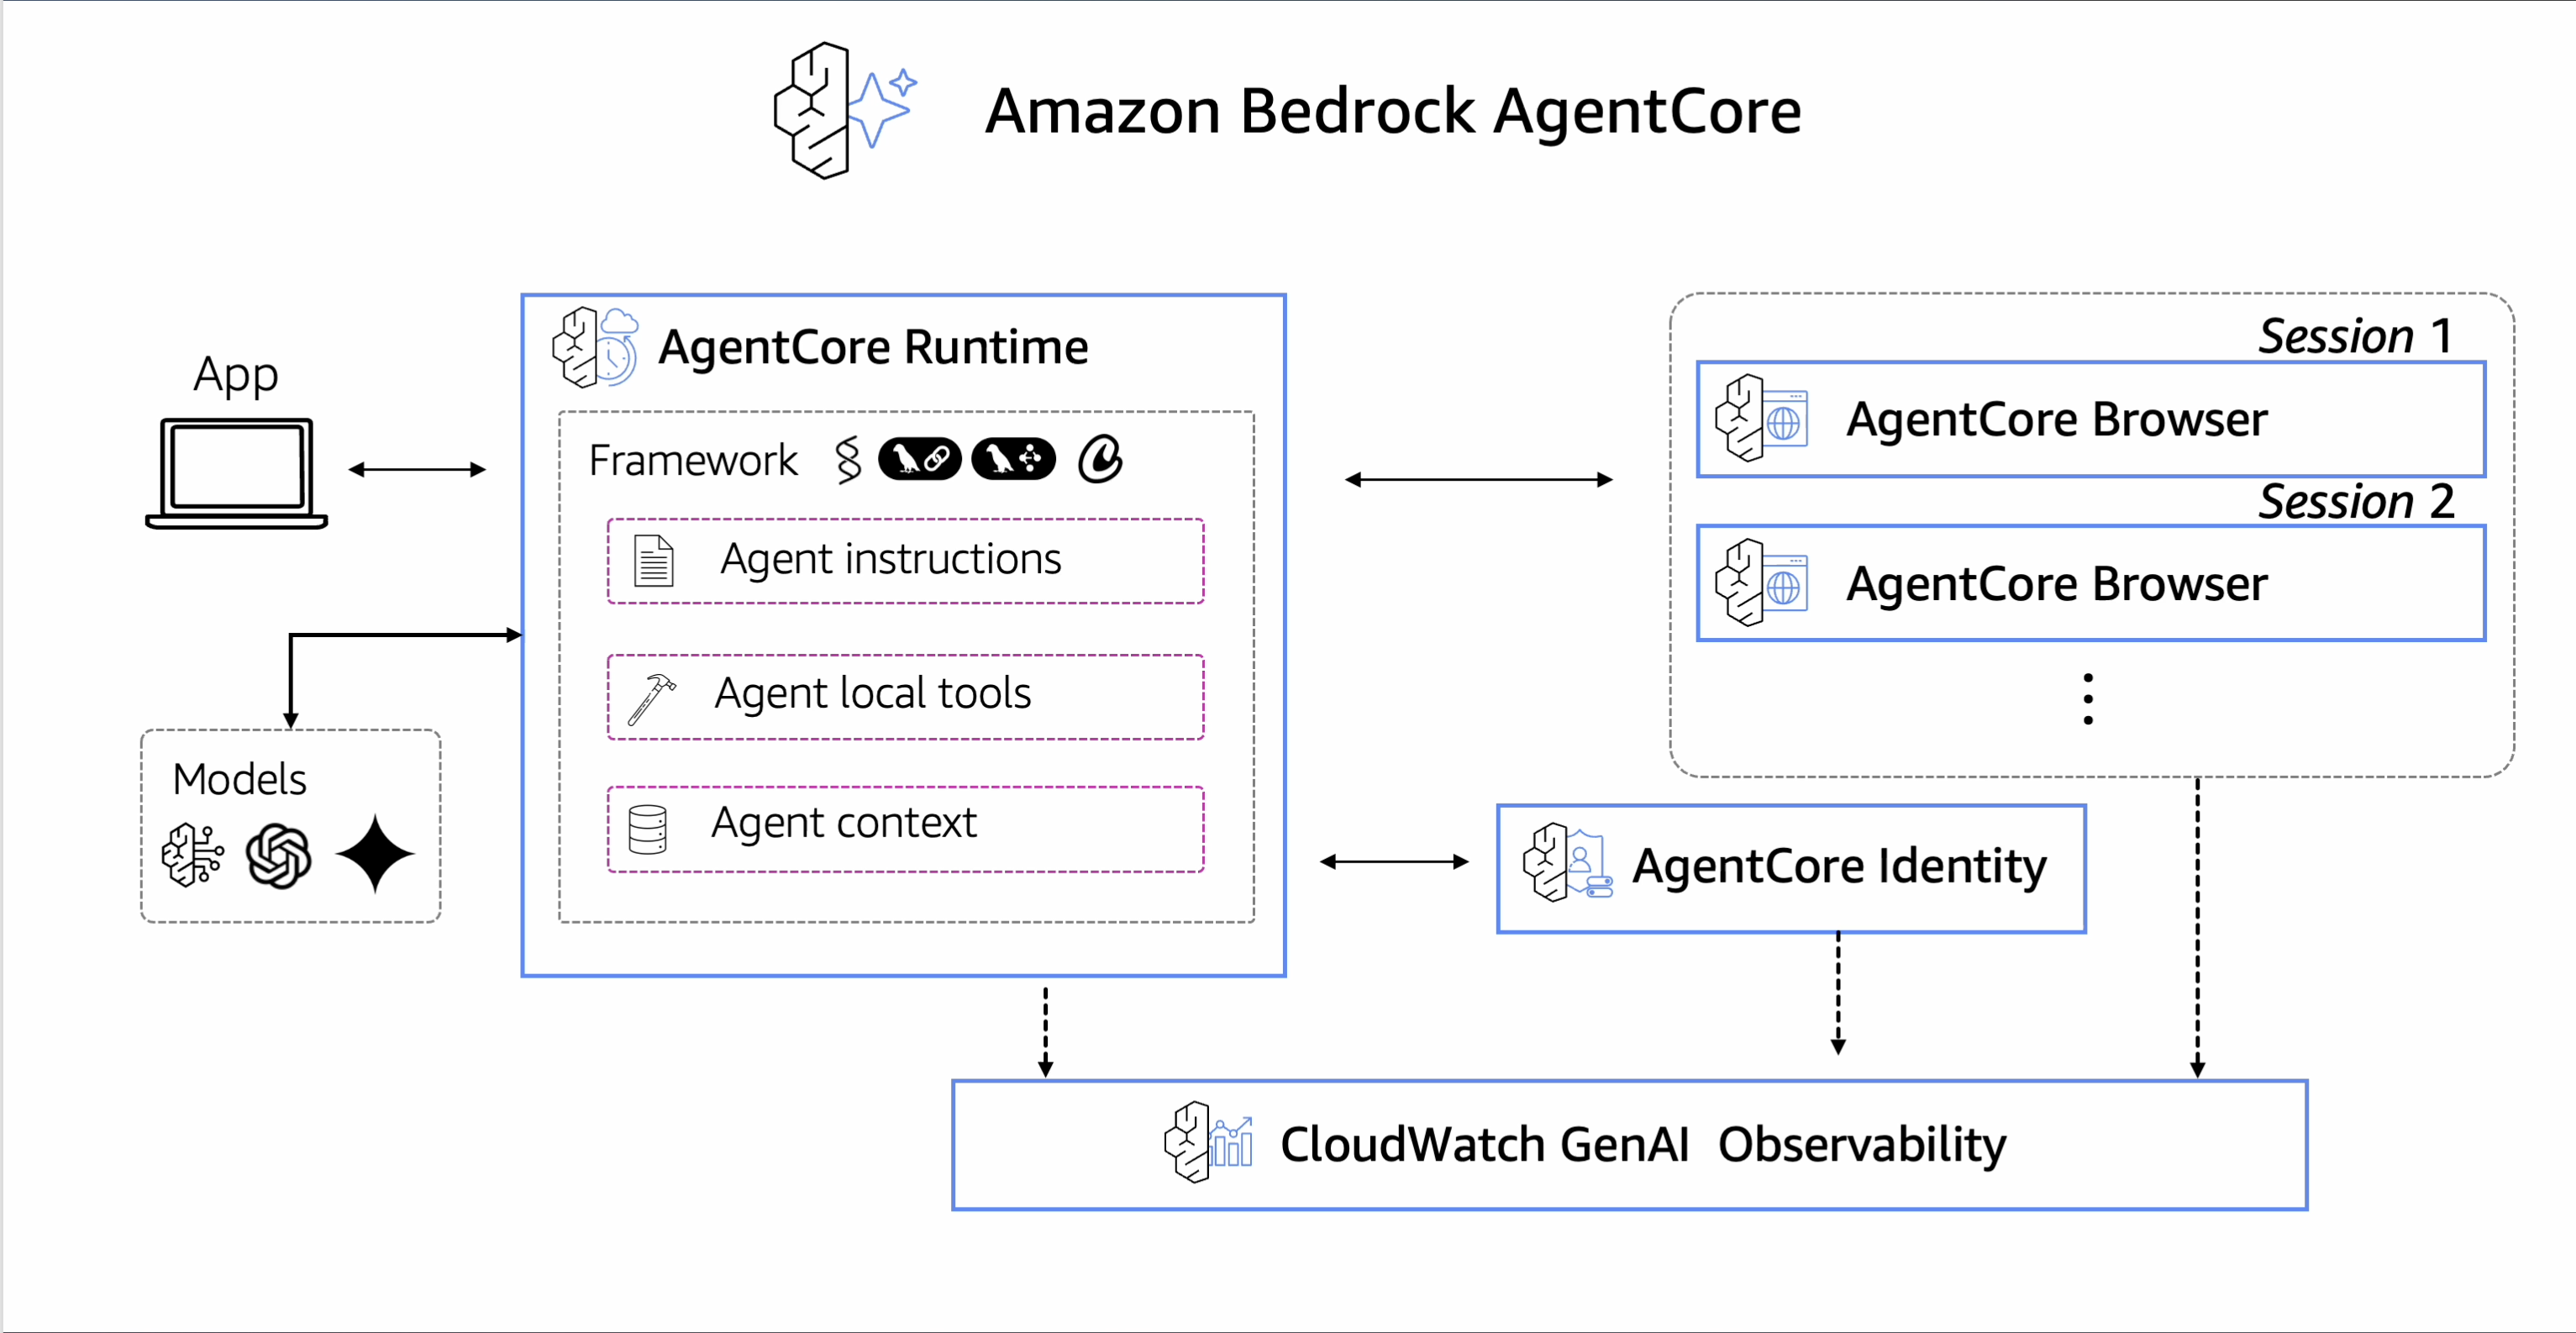 Amazon Bedrock AgentCore
App
AgentCore Runtime
Framework
Agent instructions
Agent local tools
Agent context
Models
Session 1
AgentCore Browser
Session 2
AgentCore Browser
AgentCore Identity
CloudWatch GenAI Observability